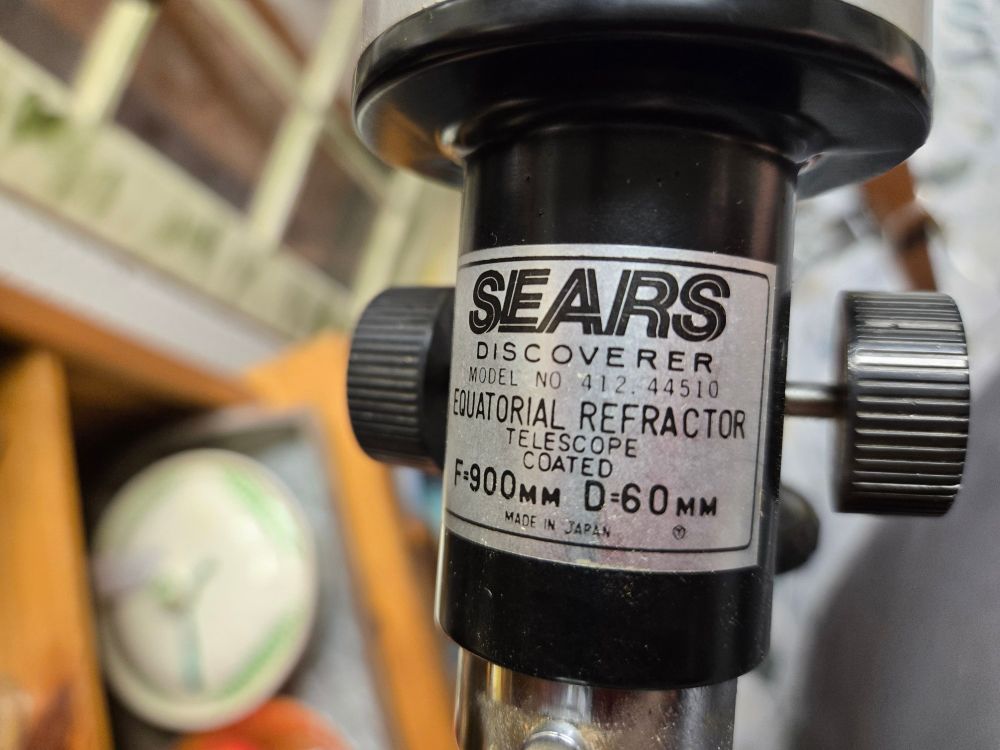 SEARS
DISCOVERER
MODEL NO 412.44510
EQUATORIAL REFRACTOR
TELESCOPE
COATED
F=900MM D=60MM
MADE IN JAPAN Ⓨ